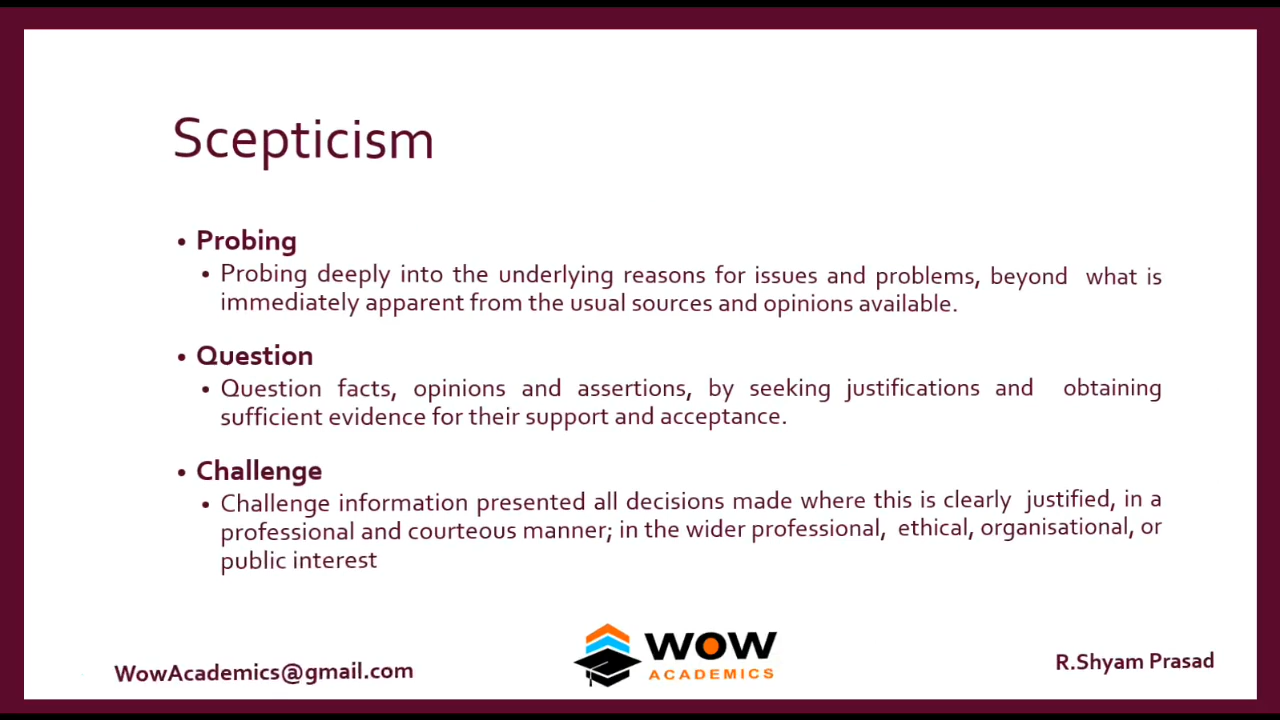 Scepticism
• Probing
• Probing deeply into the underlying reasons for issues and problems, beyond what is
immediately apparent from the usual sources and opinions available.
• Question
• Question facts, opinions and assertions, by seeking justifications and obtaining
sufficient evidence for their support and acceptance.
• Challenge
• Challenge information presented all decisions made where this is clearly justified, in a
professional and courteous manner; in the wider professional, ethical, organisational, or
public interest
WowAcademics@gmail.com
WOW
ACADEMICS
R.Shyam Prasad